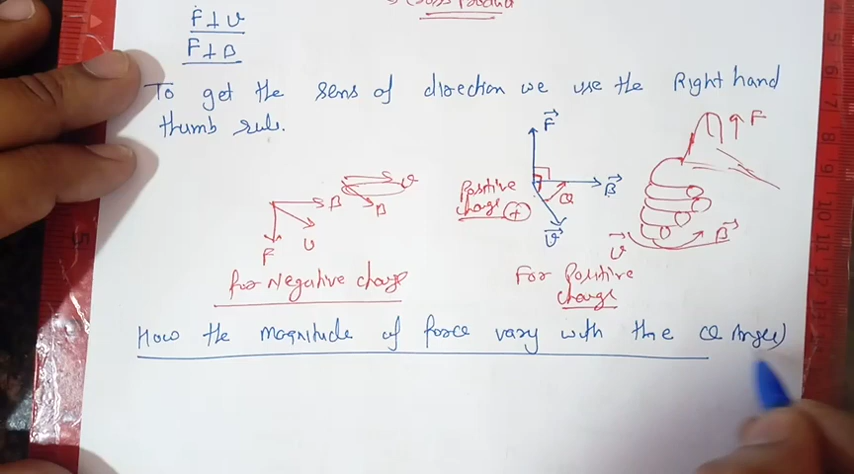 F ⊥ v
F ⊥ B
To get the sens of direction we use the Right hand
thumb rule.
F
F
Positive
charge +
B
θ
v
v
B
B
v
F
v
B
For Negative charge
For Positive
charge
How the magnitude of force vary with the (θ Angle)